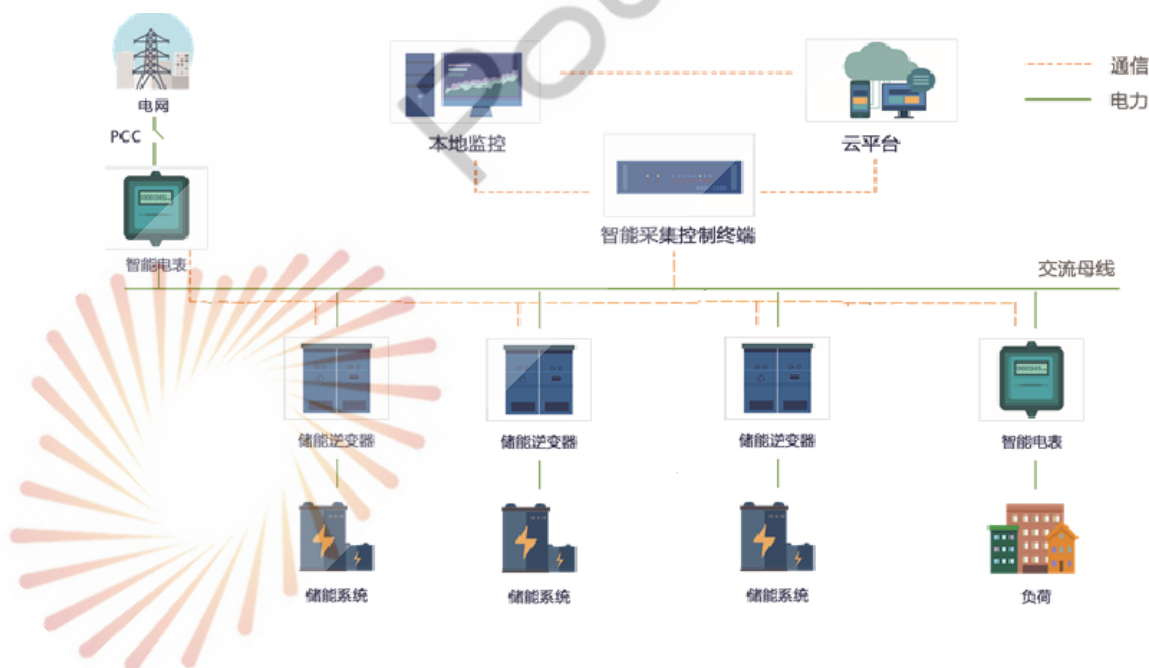 通信
电网
电力
PCC
本地监控
云平台
智能采集控制终端
智能电表
交流母线
储能逆变器
储能逆变器
储能逆变器
智能电表
储能系统
储能系统
储能系统
负荷